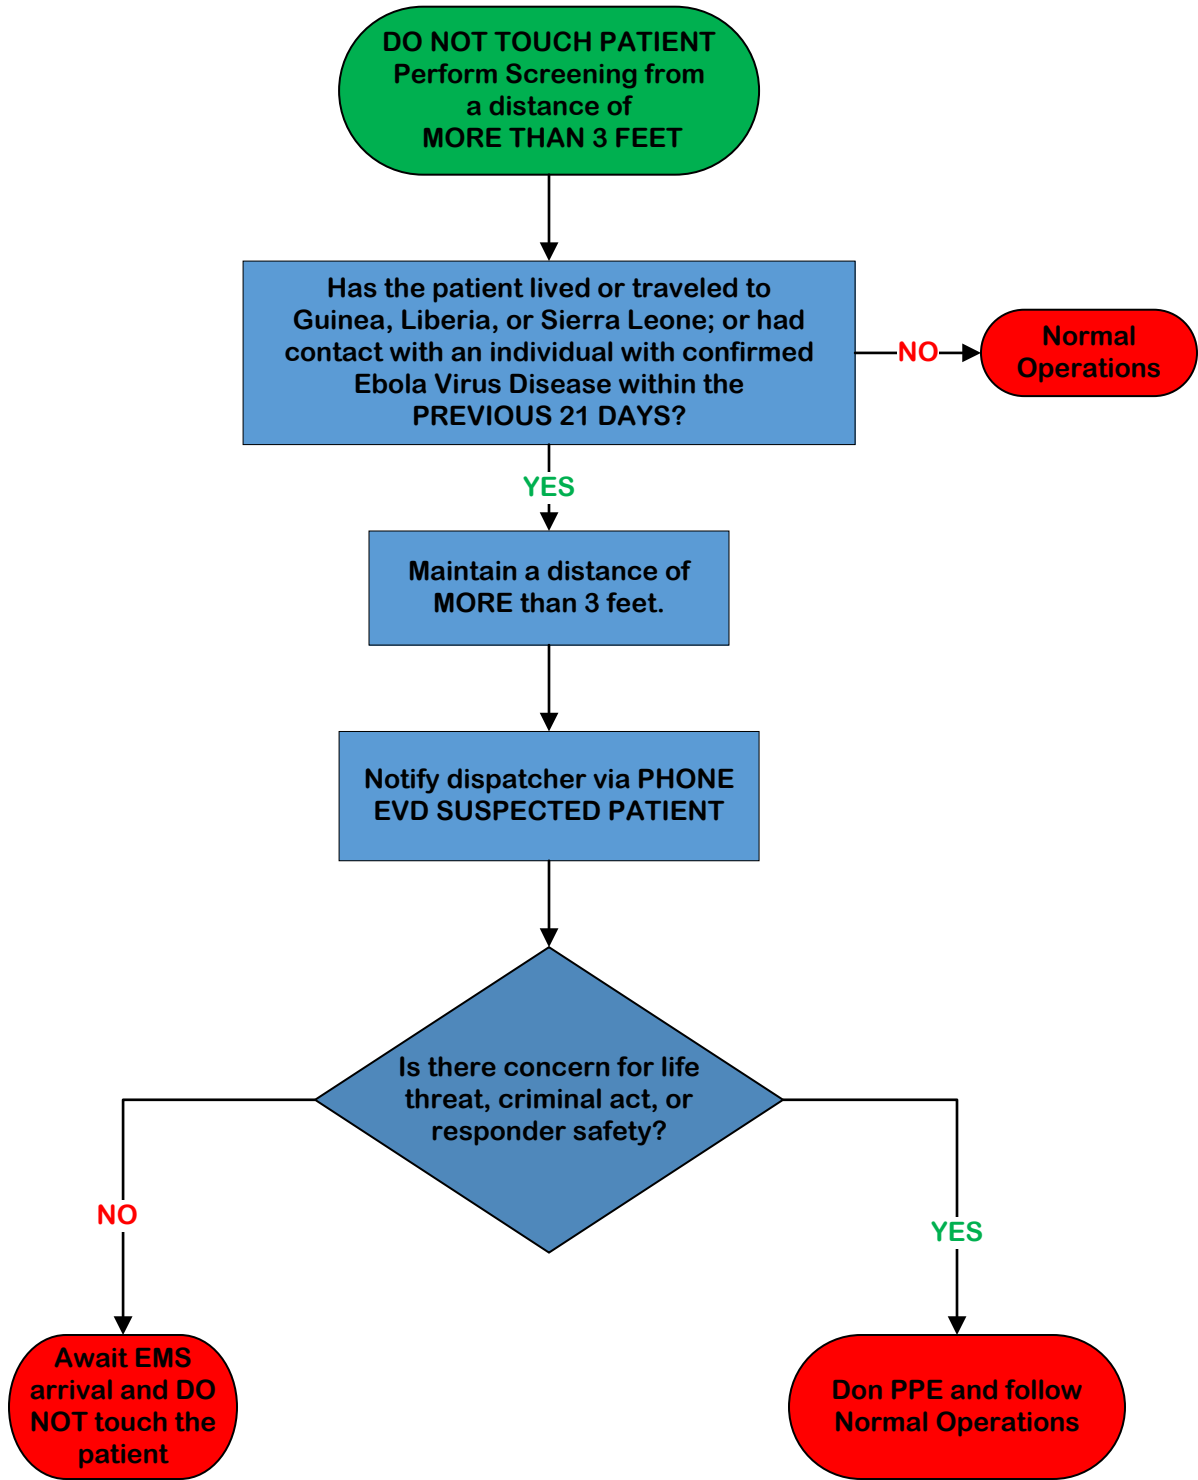 DO NOT TOUCH PATIENT
Perform Screening from
a distance of
MORE THAN 3 FEET
Has the patient lived or traveled to
Guinea, Liberia, or Sierra Leone; or had
contact with an individual with confirmed
Ebola Virus Disease within the
PREVIOUS 21 DAYS?
NO
Normal
Operations
YES
Maintain a distance of
MORE than 3 feet.
Notify dispatcher via PHONE
EVD SUSPECTED PATIENT
Is there concern for life
threat, criminal act, or
responder safety?
NO
YES
Await EMS
arrival and DO
NOT touch the
patient
Don PPE and follow
Normal Operations